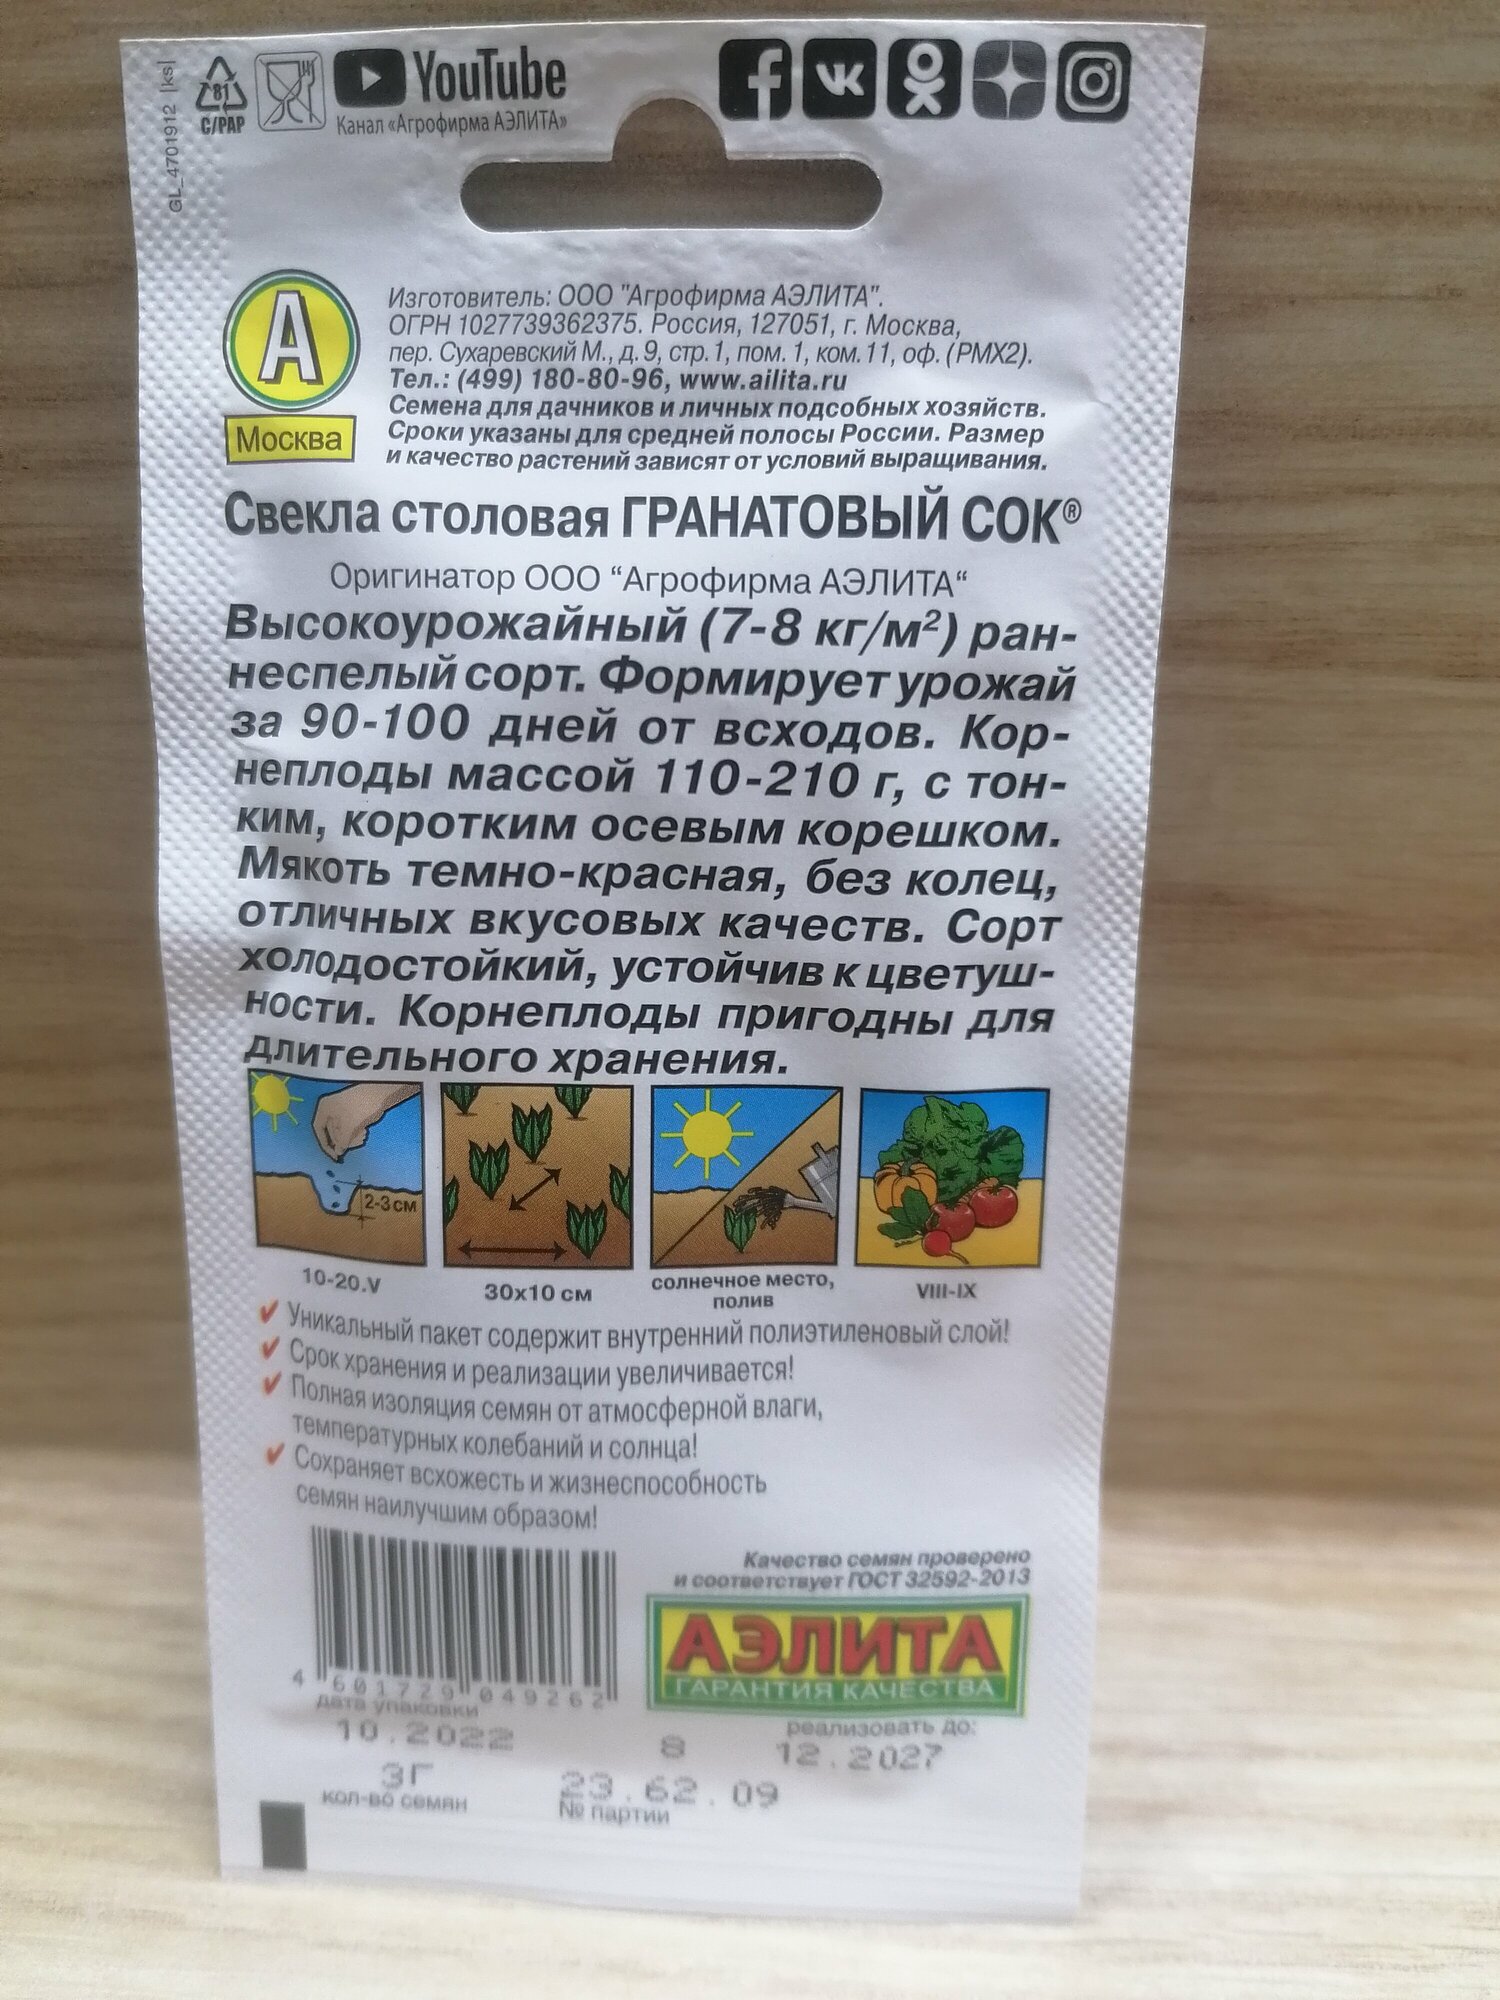 GL_4701912 |ks|
81
C/PAP
YouTube
Канал «Агрофирма АЭЛИТА»
А
Москва
Изготовитель: ООО "Агрофирма АЭЛИТА".
ОГРН 1027739362375. Россия, 127051, г. Москва,
пер. Сухаревский М., д. 9, стр. 1, пом. 1, ком. 11, оф. (РМХ2).
Тел.: (499) 180-80-96, www.ailita.ru
Семена для дачников и личных подсобных хозяйств.
Сроки указаны для средней полосы России. Размер
и качество растений зависят от условий выращивания.
Свекла столовая ГРАНАТОВЫЙ СОК®
Оригинатор ООО “Агрофирма АЭЛИТА“
Высокоурожайный (7-8 кг/м²) ран-
неспелый сорт. Формирует урожай
за 90-100 дней от всходов. Кор-
неплоды массой 110-210 г, с тон-
ким, коротким осевым корешком.
Мякоть темно-красная, без колец,
отличных вкусовых качеств. Сорт
холодостойкий, устойчив к цветуш-
ности. Корнеплоды пригодны для
длительного хранения.
2-3 см
10-20.V
30х10 см
солнечное место,
полив
VIII-IX
✔ Уникальный пакет содержит внутренний полиэтиленовый слой!
✔ Срок хранения и реализации увеличивается!
✔ Полная изоляция семян от атмосферной влаги,
температурных колебаний и солнца!
✔ Сохраняет всхожесть и жизнеспособность
семян наилучшим образом!
4 601729 049262
Качество семян проверено
и соответствует ГОСТ 32592-2013
АЭЛИТА
ГАРАНТИЯ КАЧЕСТВА
дата упаковки
10.2022
8
реализовать до:
12.2027
3Г
кол-во семян
23.62.09
№ партии